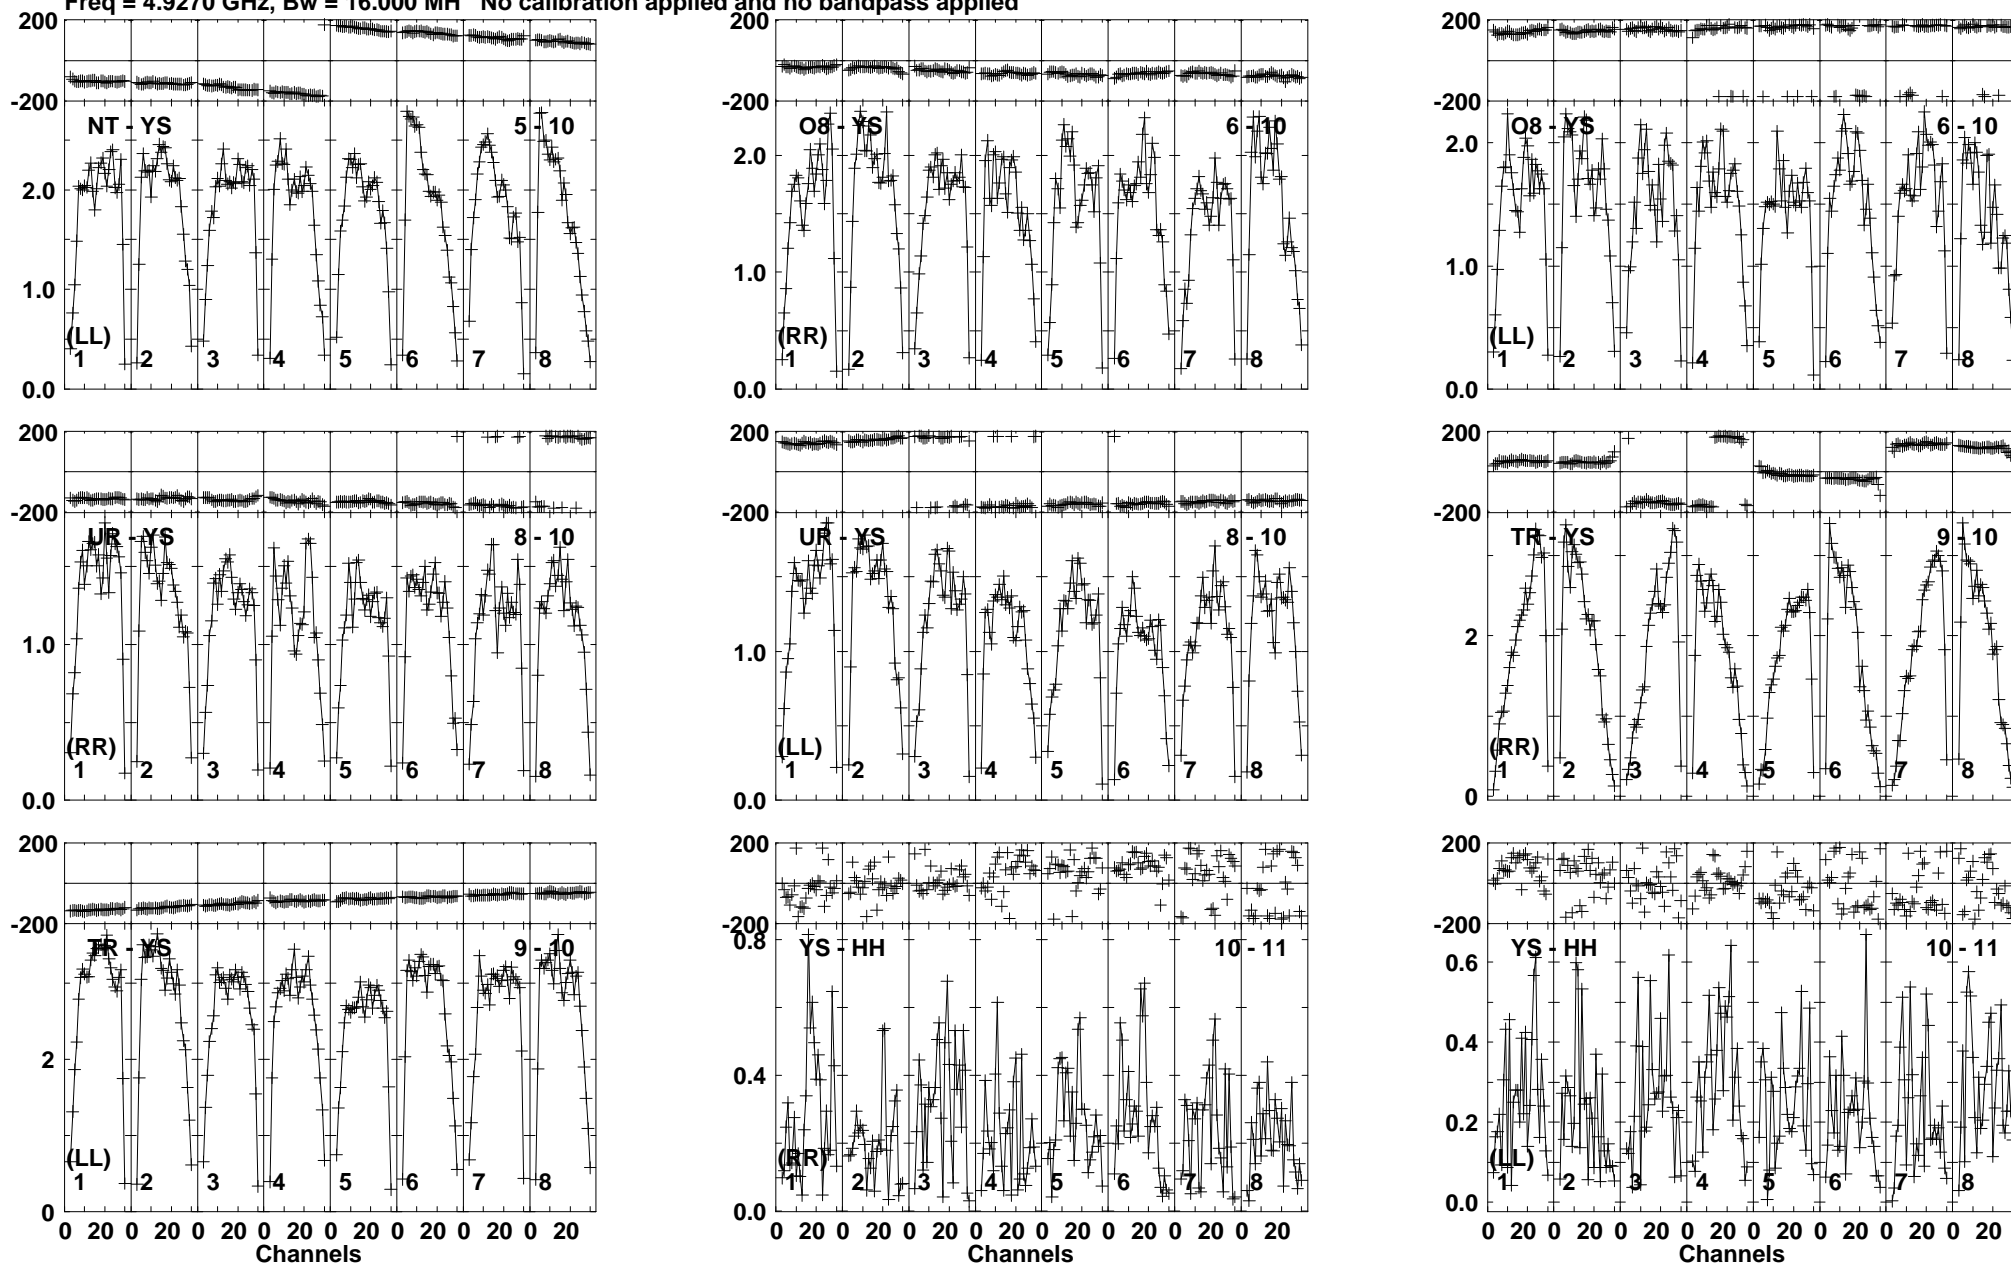 Freq = 4.9270 GHz, Bw = 16.000 MH No calibration applied and no bandpass applied
200 200 200
-200 -200 -200
NT - YS 5 - 10 O8 - YS 6 - 10 O8 - YS 6 - 10
2.0 2.0 2.0
1.0 1.0 1.0
(LL) (RR) (LL)
1 2 3 4 5 6 7 8 1 2 3 4 5 6 7 8 1 2 3 4 5 6 7 8
0.0 0.0 0.0
200 200 200
-200 -200 -200
UR - YS 8 - 10 UR - YS 8 - 10 TR - YS 9 - 10
1.0 1.0 2
(RR) (LL) (RR)
1 2 3 4 5 6 7 8 1 2 3 4 5 6 7 8 1 2 3 4 5 6 7 8
0.0 0.0 0
200 200 200
-200 -200 -200
TR - YS 9 - 10 0.8 YS - HH 10 - 11 YS - HH 10 - 11
0.6
2 0.4 0.4
0.2
(LL) (RR) (LL)
1 2 3 4 5 6 7 8 1 2 3 4 5 6 7 8 1 2 3 4 5 6 7 8
0 0.0 0.0
0 20 0 20 0 20 0 20 0 20 0 20 0 20 0 20 0 20 0 20 0 20 0 20 0 20 0 20 0 20 0 20 0 20 0 20 0 20 0 20 0 20 0 20 0 20 0 20
Channels Channels Channels